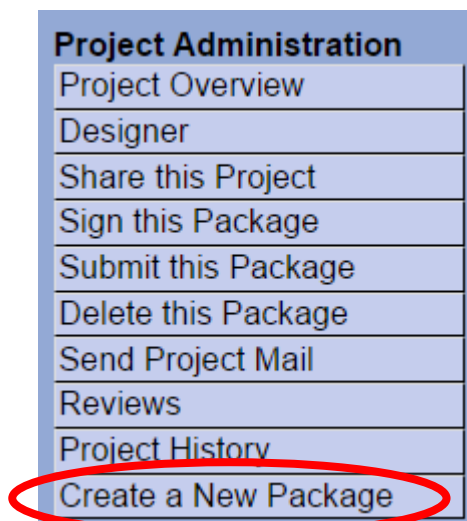 Project Administration
Project Overview
Designer
Share this Project
Sign this Package
Submit this Package
Delete this Package
Send Project Mail
Reviews
Project History
Create a New Package